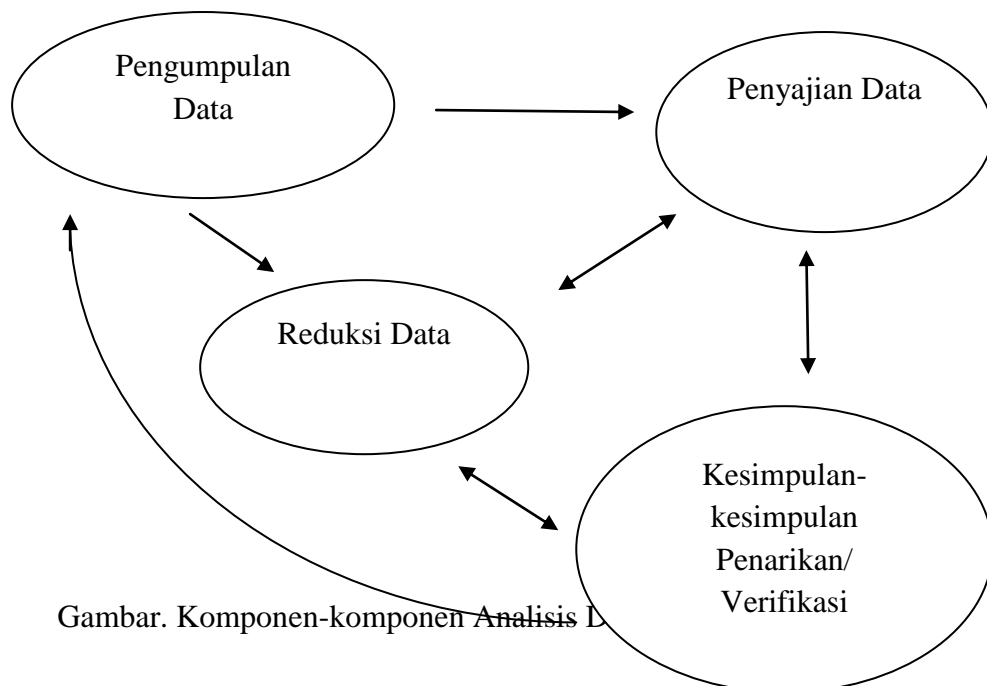 Pengumpulan
Data
Penyajian Data
Reduksi Data
Kesimpulan-
kesimpulan
Penarikan/
Verifikasi
Gambar. Komponen-komponen Analisis